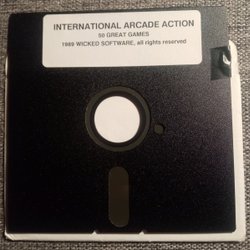 INTERNATIONAL ARCADE ACTION
50 GREAT GAMES
1989 WICKED SOFTWARE, all rights reserved